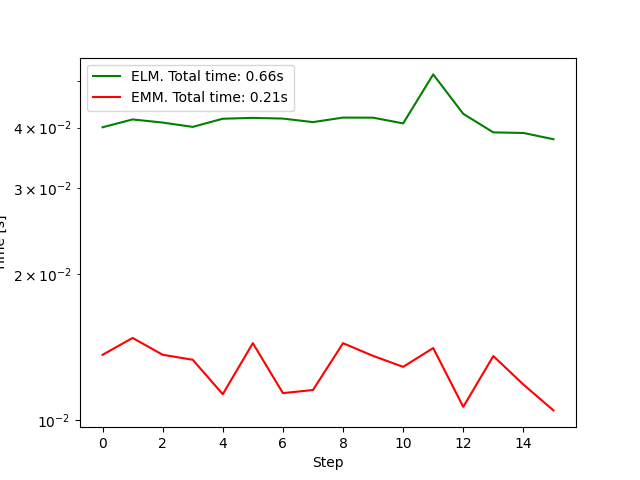 ELM. Total time: 0.66s
EMM. Total time: 0.21s
4 × 10⁻²
3 × 10⁻²
2 × 10⁻²
10⁻²
0 2 4 6 8 10 12 14
Step